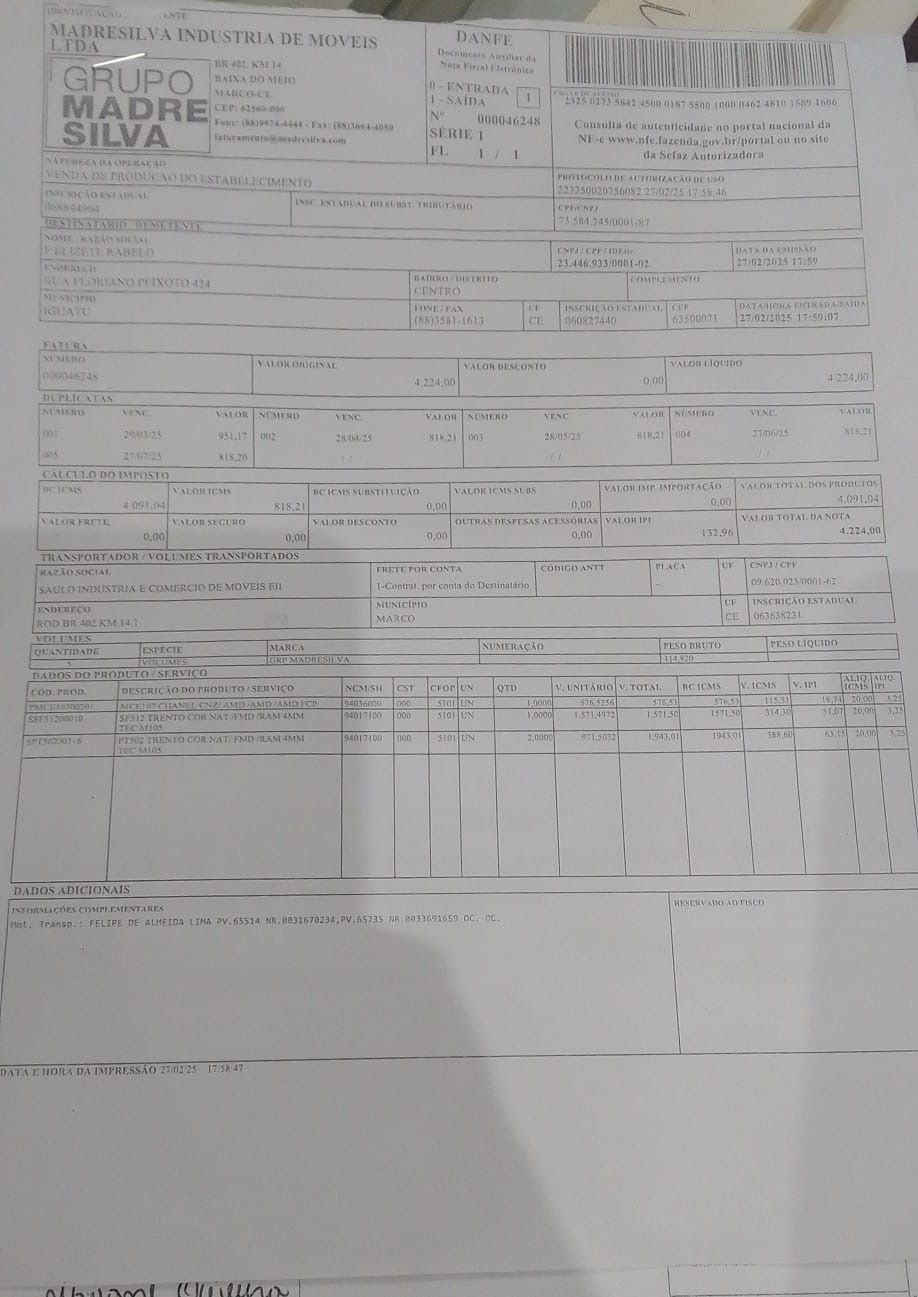 IDENTIFICAÇÃO ENTE
MADRESILVA INDUSTRIA DE MOVEIS
LTDA
GRUPO
MADRE
SILVA
BR 402, KM 14
BAIXA DO MEIO
MARCO-CE
CEP: 62560-000
Fone: (88)9974-4444 - Fax: (88)3664-4050
faturamento@madresilva.com
DANFE
Documento Auxiliar da
Nota Fiscal Eletrônica
0 - ENTRADA
1 - SAÍDA
1
Nº 000046248
SÉRIE 1
FL 1 / 1
CHAVE DE ACESSO
2325 0273 5842 4500 0187 5500 1000 0462 4810 1589 1606
Consulta de autenticidade no portal nacional da
NF-e www.nfe.fazenda.gov.br/portal ou no site
da Sefaz Autorizadora
NATUREZA DA OPERAÇÃO
VENDA DE PRODUCAO DO ESTABELECIMENTO
PROTOCOLO DE AUTORIZAÇÃO DE USO
223250020756082 27/02/25 17:58:46
INSCRIÇÃO ESTADUAL
068844964
INSC. ESTADUAL DO SUBST. TRIBUTÁRIO
CPF/CNPJ
73.584.245/0001-87
DESTINATÁRIO / REMETENTE
NOME / RAZÃO SOCIAL
F ELIZETE RABELO
CNPJ / CPF / IDEstr
23.446.933/0001-02
DATA DA EMISSÃO
27/02/2025 17:59
ENDEREÇO
RUA FLORIANO PEIXOTO 424
BAIRRO / DISTRITO
CENTRO
COMPLEMENTO
MUNICÍPIO
IGUATU
FONE / FAX
(88)3581-1613
UF
CE
INSCRIÇÃO ESTADUAL
060827440
CEP
63500071
DATA/HORA ENTRADA/SAÍDA
27/02/2025 17:59:07
FATURA
NÚMERO
000046248
VALOR ORIGINAL
4.224,00
VALOR DESCONTO
0,00
VALOR LÍQUIDO
4.224,00
DUPLICATAS
NÚMERO VENC. VALOR NÚMERO VENC. VALOR NÚMERO VENC VALOR NÚMERO VENC. VALOR
001 29/03/25 951,17 002 28/04/25 818,21 003 28/05/25 818,21 004 27/06/25 818,21
005 27/07/25 818,20 / / / / / /
CÁLCULO DO IMPOSTO
BC ICMS
4.091,04
VALOR ICMS
818,21
BC ICMS SUBSTITUIÇÃO
0,00
VALOR ICMS SUBS
0,00
VALOR IMP. IMPORTAÇÃO
0,00
VALOR TOTAL DOS PRODUTOS
4.091,04
VALOR FRETE
0,00
VALOR SEGURO
0,00
VALOR DESCONTO
0,00
OUTRAS DESPESAS ACESSÓRIAS
0,00
VALOR IPI
132,96
VALOR TOTAL DA NOTA
4.224,00
TRANSPORTADOR / VOLUMES TRANSPORTADOS
RAZÃO SOCIAL
SAULO INDUSTRIA E COMERCIO DE MOVEIS EII
FRETE POR CONTA
1-Contrat. por conta do Destinatário
CÓDIGO ANTT
PLACA
-
UF
CNPJ / CPF
09.620.025/0001-62
ENDEREÇO
ROD BR 402 KM 14,1
MUNICÍPIO
MARCO
UF
CE
INSCRIÇÃO ESTADUAL
063638231
VOLUMES
QUANTIDADE ESPÉCIE MARCA NUMERAÇÃO PESO BRUTO PESO LÍQUIDO
5 VOLUMES GRP MADRESILVA 114,820
DADOS DO PRODUTO / SERVIÇO
CÓD. PROD. DESCRIÇÃO DO PRODUTO / SERVIÇO NCM/SH CST CFOP UN QTD V. UNITÁRIO V. TOTAL BC ICMS V. ICMS V. IPI ALIQ. ICMS ALIQ. IPI
PMCE10700201 MCE107 CHANEL CNZ/ AMD /AMD /AMD FCP 94036000 000 5101 UN 1,0000 576,5256 576,53 576,53 115,31 18,74 20,00 3,25
SSF51200010 SF512 TRENTO COR NAT /FMD /RAM 4MM 94017100 000 5101 UN 1,0000 1.571,4972 1.571,50 1571,50 314,30 51,07 20,00 3,25
TEC M105
PT502 TRENTO COR NAT/ FMD /RAM 4MM 94017100 000 5101 UN 2,0000 971,5032 1.943,01 1943,01 388,60 63,15 20,00 3,25
TEC M105
DADOS ADICIONAIS
INFORMAÇÕES COMPLEMENTARES
RESERVADO AO FISCO
Mot. Transp.: FELIPE DE ALMEIDA LIMA PV.65514 NR.0031670234,PV.65735 NR.0033691659 OC. OC.
DATA E HORA DA IMPRESSÃO 27/02/25 17:58:47